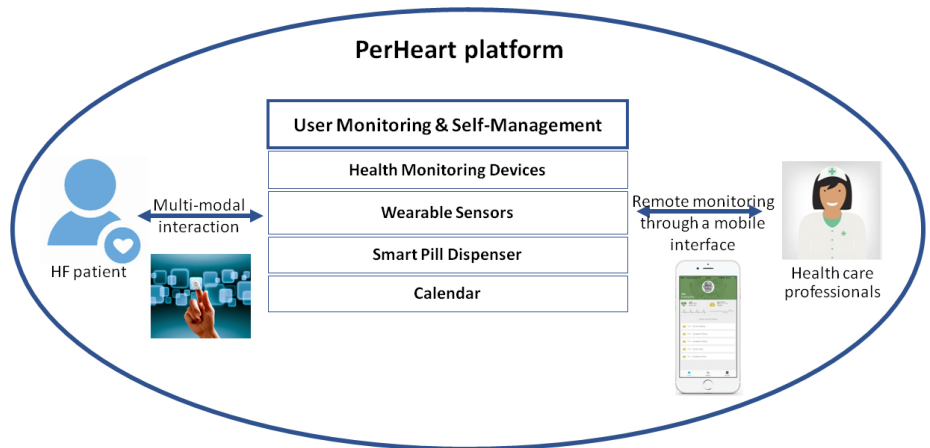 PerHeart platform
User Monitoring & Self-Management
Health Monitoring Devices
Wearable Sensors
Smart Pill Dispenser
Calendar
Multi-modal
interaction
HF patient
Remote monitoring
through a mobile
interface
Health care
professionals